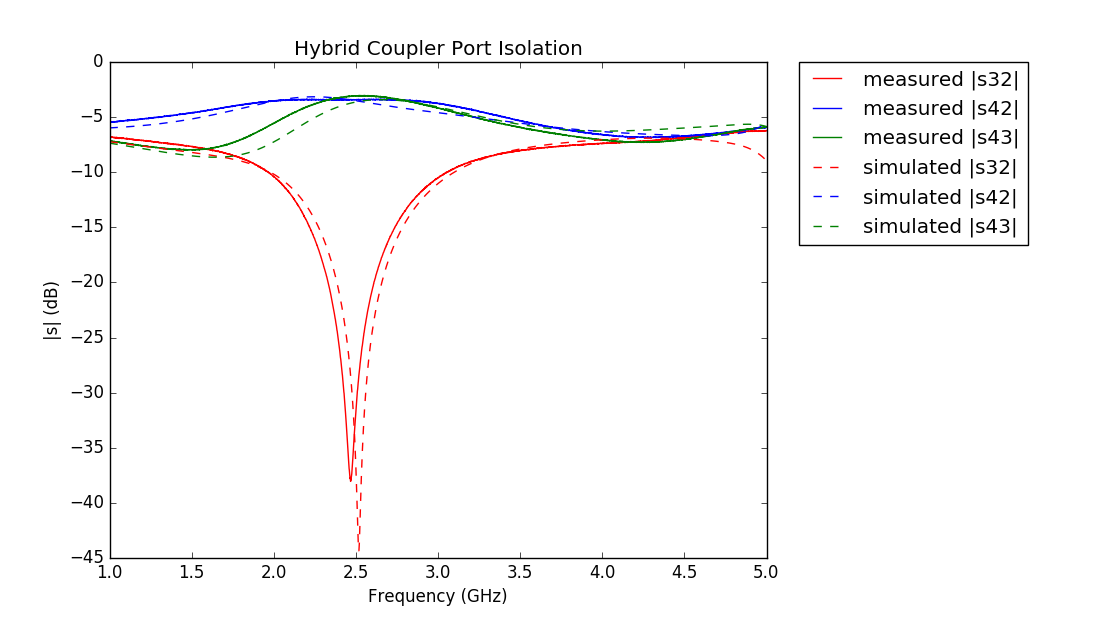 Hybrid Coupler Port Isolation
0
−5
−10
−15
−20
−25
−30
−35
−40
−45
|s| (dB)
1.0 1.5 2.0 2.5 3.0 3.5 4.0 4.5 5.0
Frequency (GHz)
measured |s32|
measured |s42|
measured |s43|
simulated |s32|
simulated |s42|
simulated |s43|